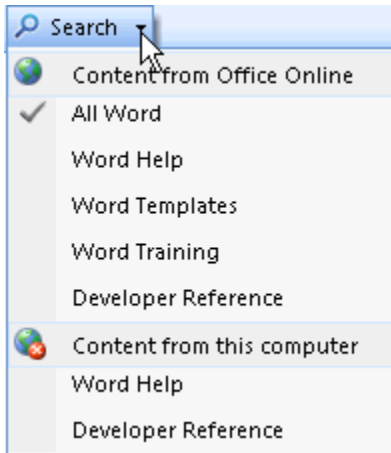 Search
Content from Office Online
All Word
Word Help
Word Templates
Word Training
Developer Reference
Content from this computer
Word Help
Developer Reference